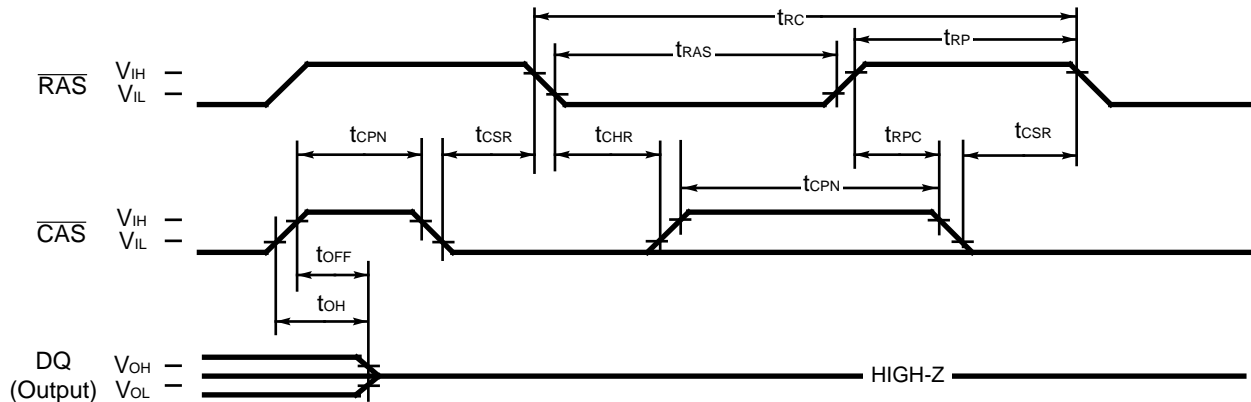 tRC
tRAS
tRP
RAS
VIH
VIL
tCPN
tCSR
tCHR
tRPC
tCSR
tCPN
CAS
VIH
VIL
tOFF
tOH
DQ
(Output)
VOH
VOL
HIGH-Z